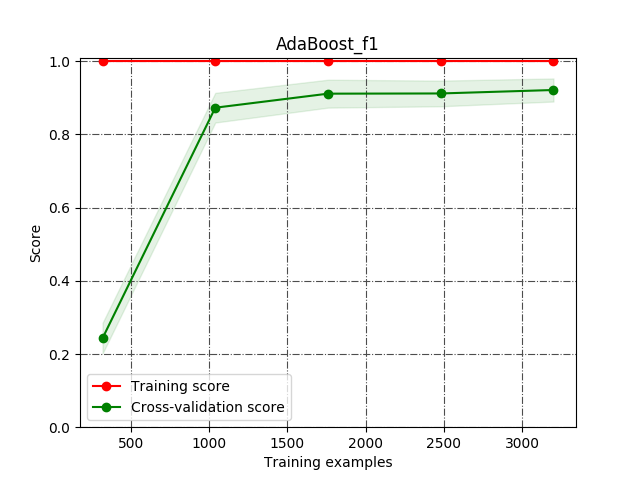 AdaBoost_f1
1.0
0.8
0.6
0.4
0.2
0.0
Score
Training score
Cross-validation score
500
1000
1500
2000
2500
3000
Training examples